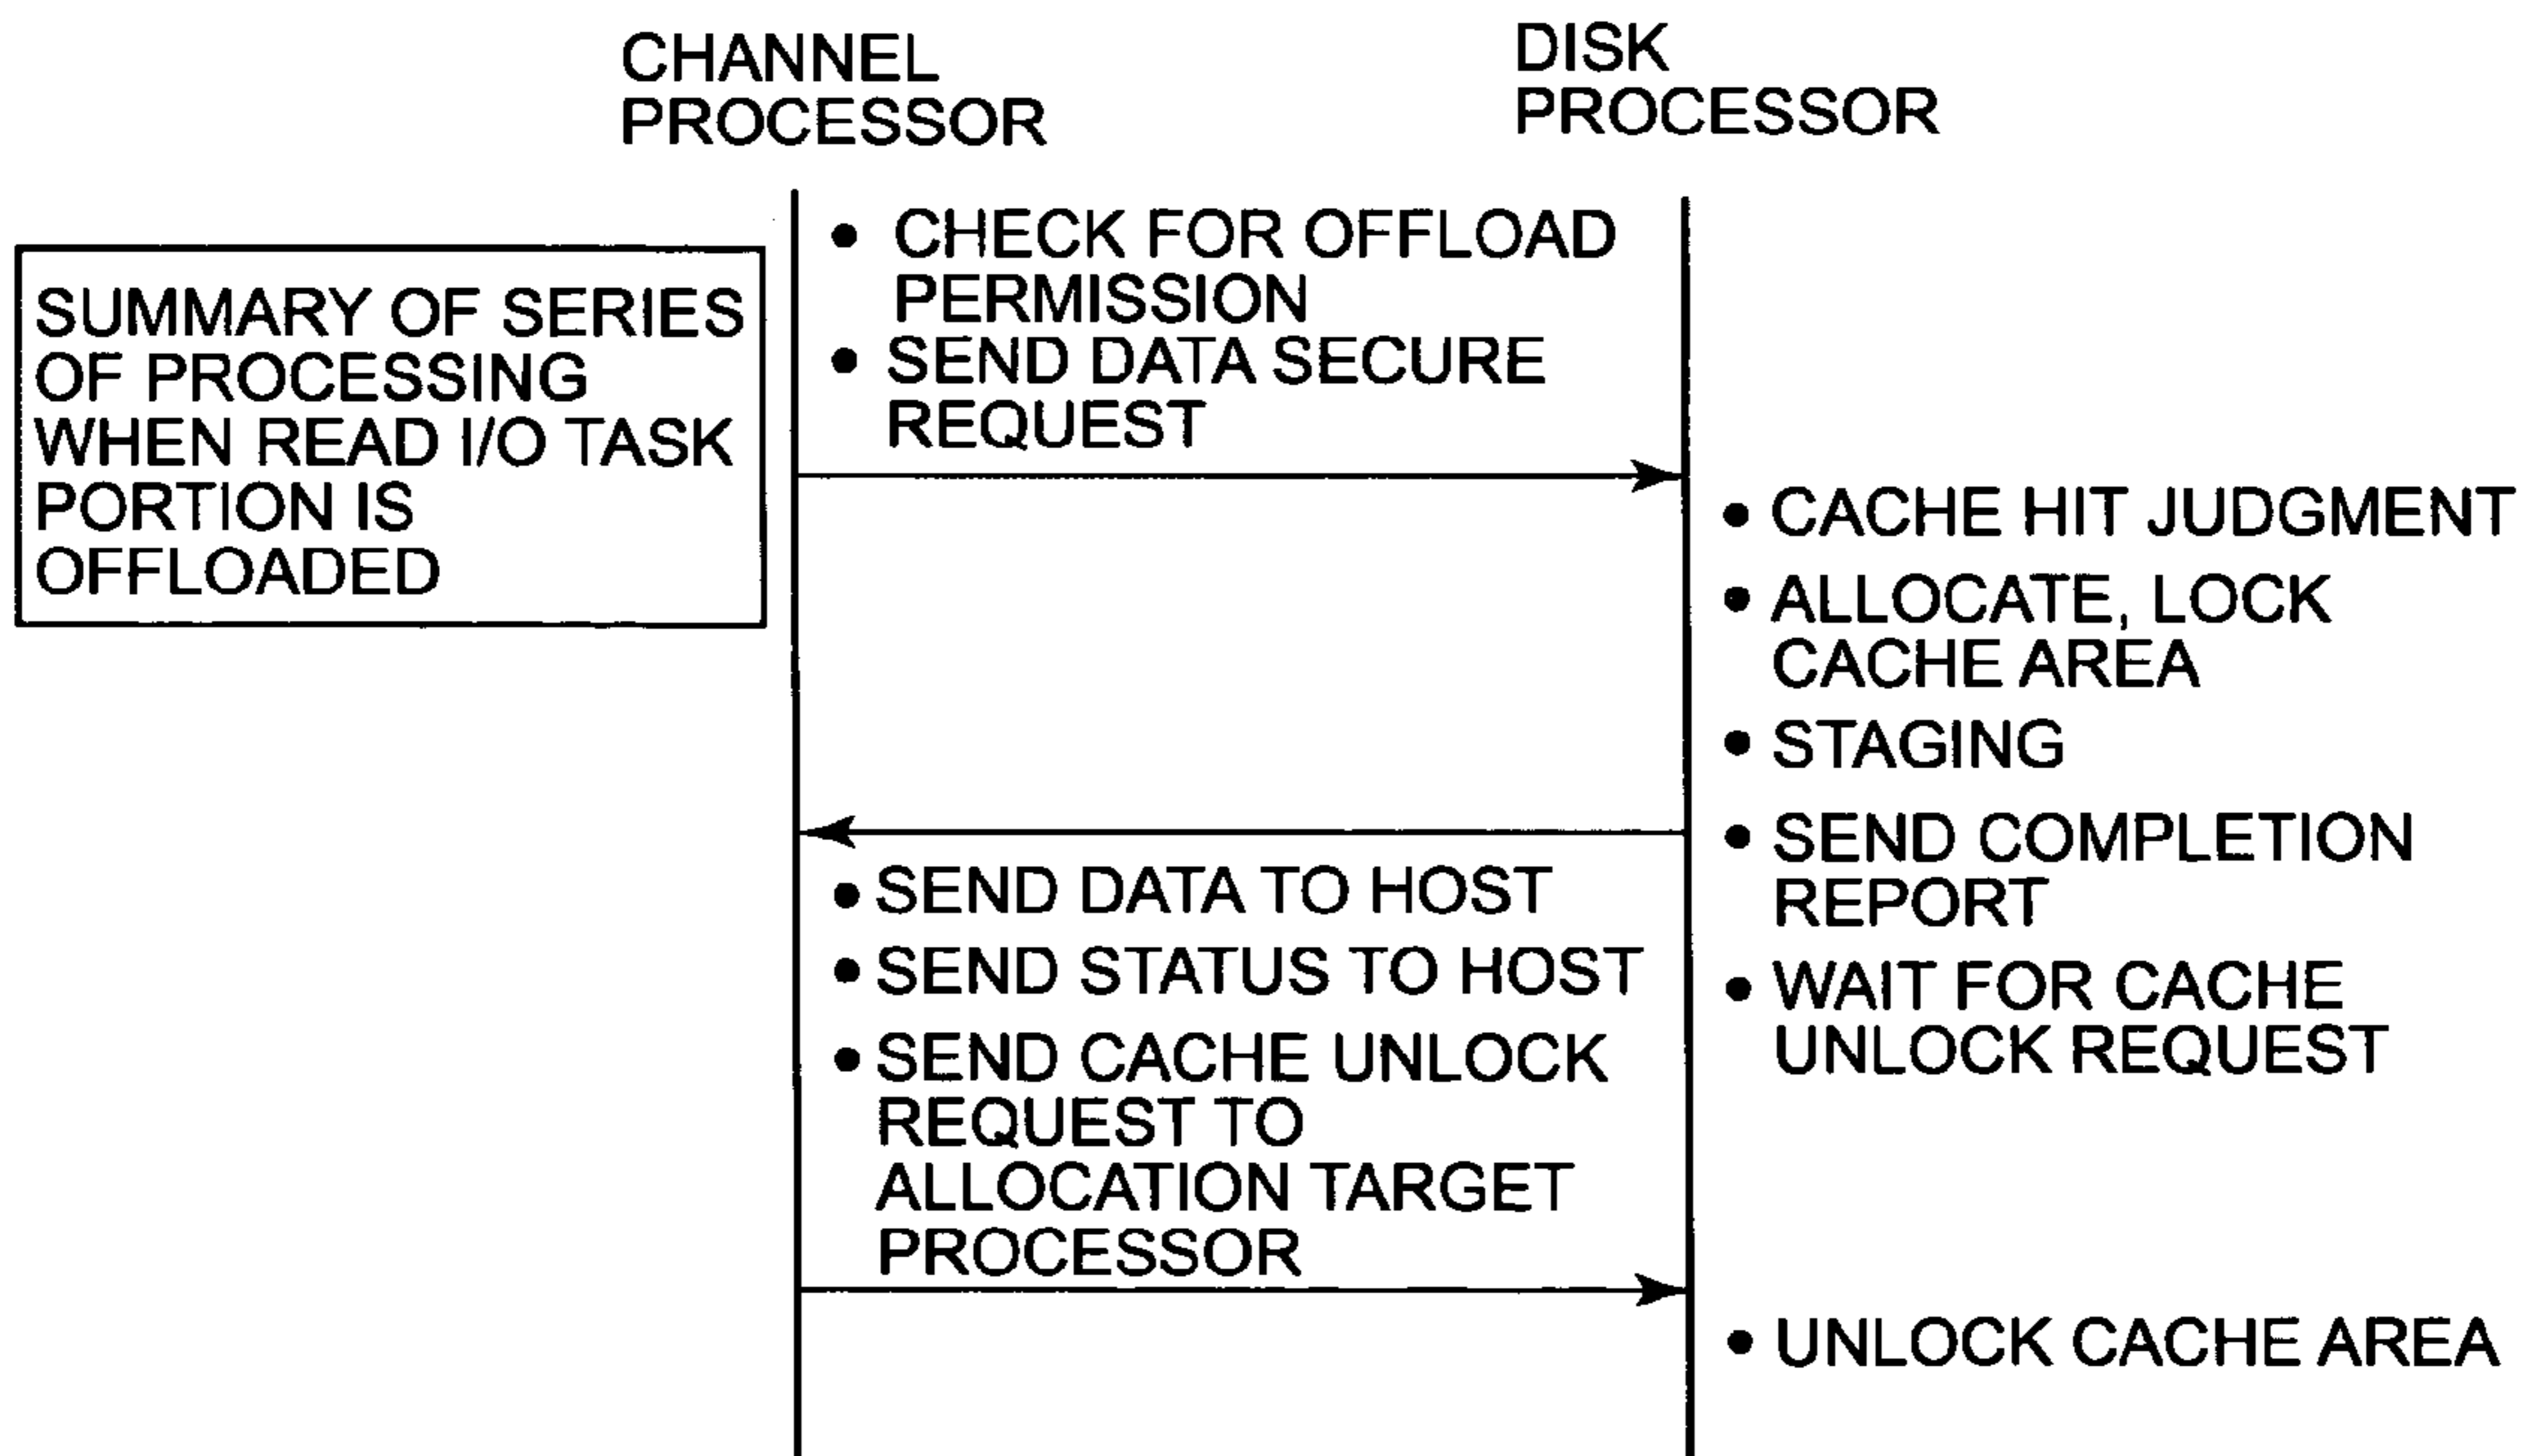 CHANNEL
PROCESSOR
DISK
PROCESSOR
SUMMARY OF SERIES
OF PROCESSING
WHEN READ I/O TASK
PORTION IS
OFFLOADED
• CHECK FOR OFFLOAD
PERMISSION
• SEND DATA SECURE
REQUEST
• CACHE HIT JUDGMENT
• ALLOCATE, LOCK
CACHE AREA
• STAGING
• SEND COMPLETION
REPORT
• WAIT FOR CACHE
UNLOCK REQUEST
• SEND DATA TO HOST
• SEND STATUS TO HOST
• SEND CACHE UNLOCK
REQUEST TO
ALLOCATION TARGET
PROCESSOR
• UNLOCK CACHE AREA